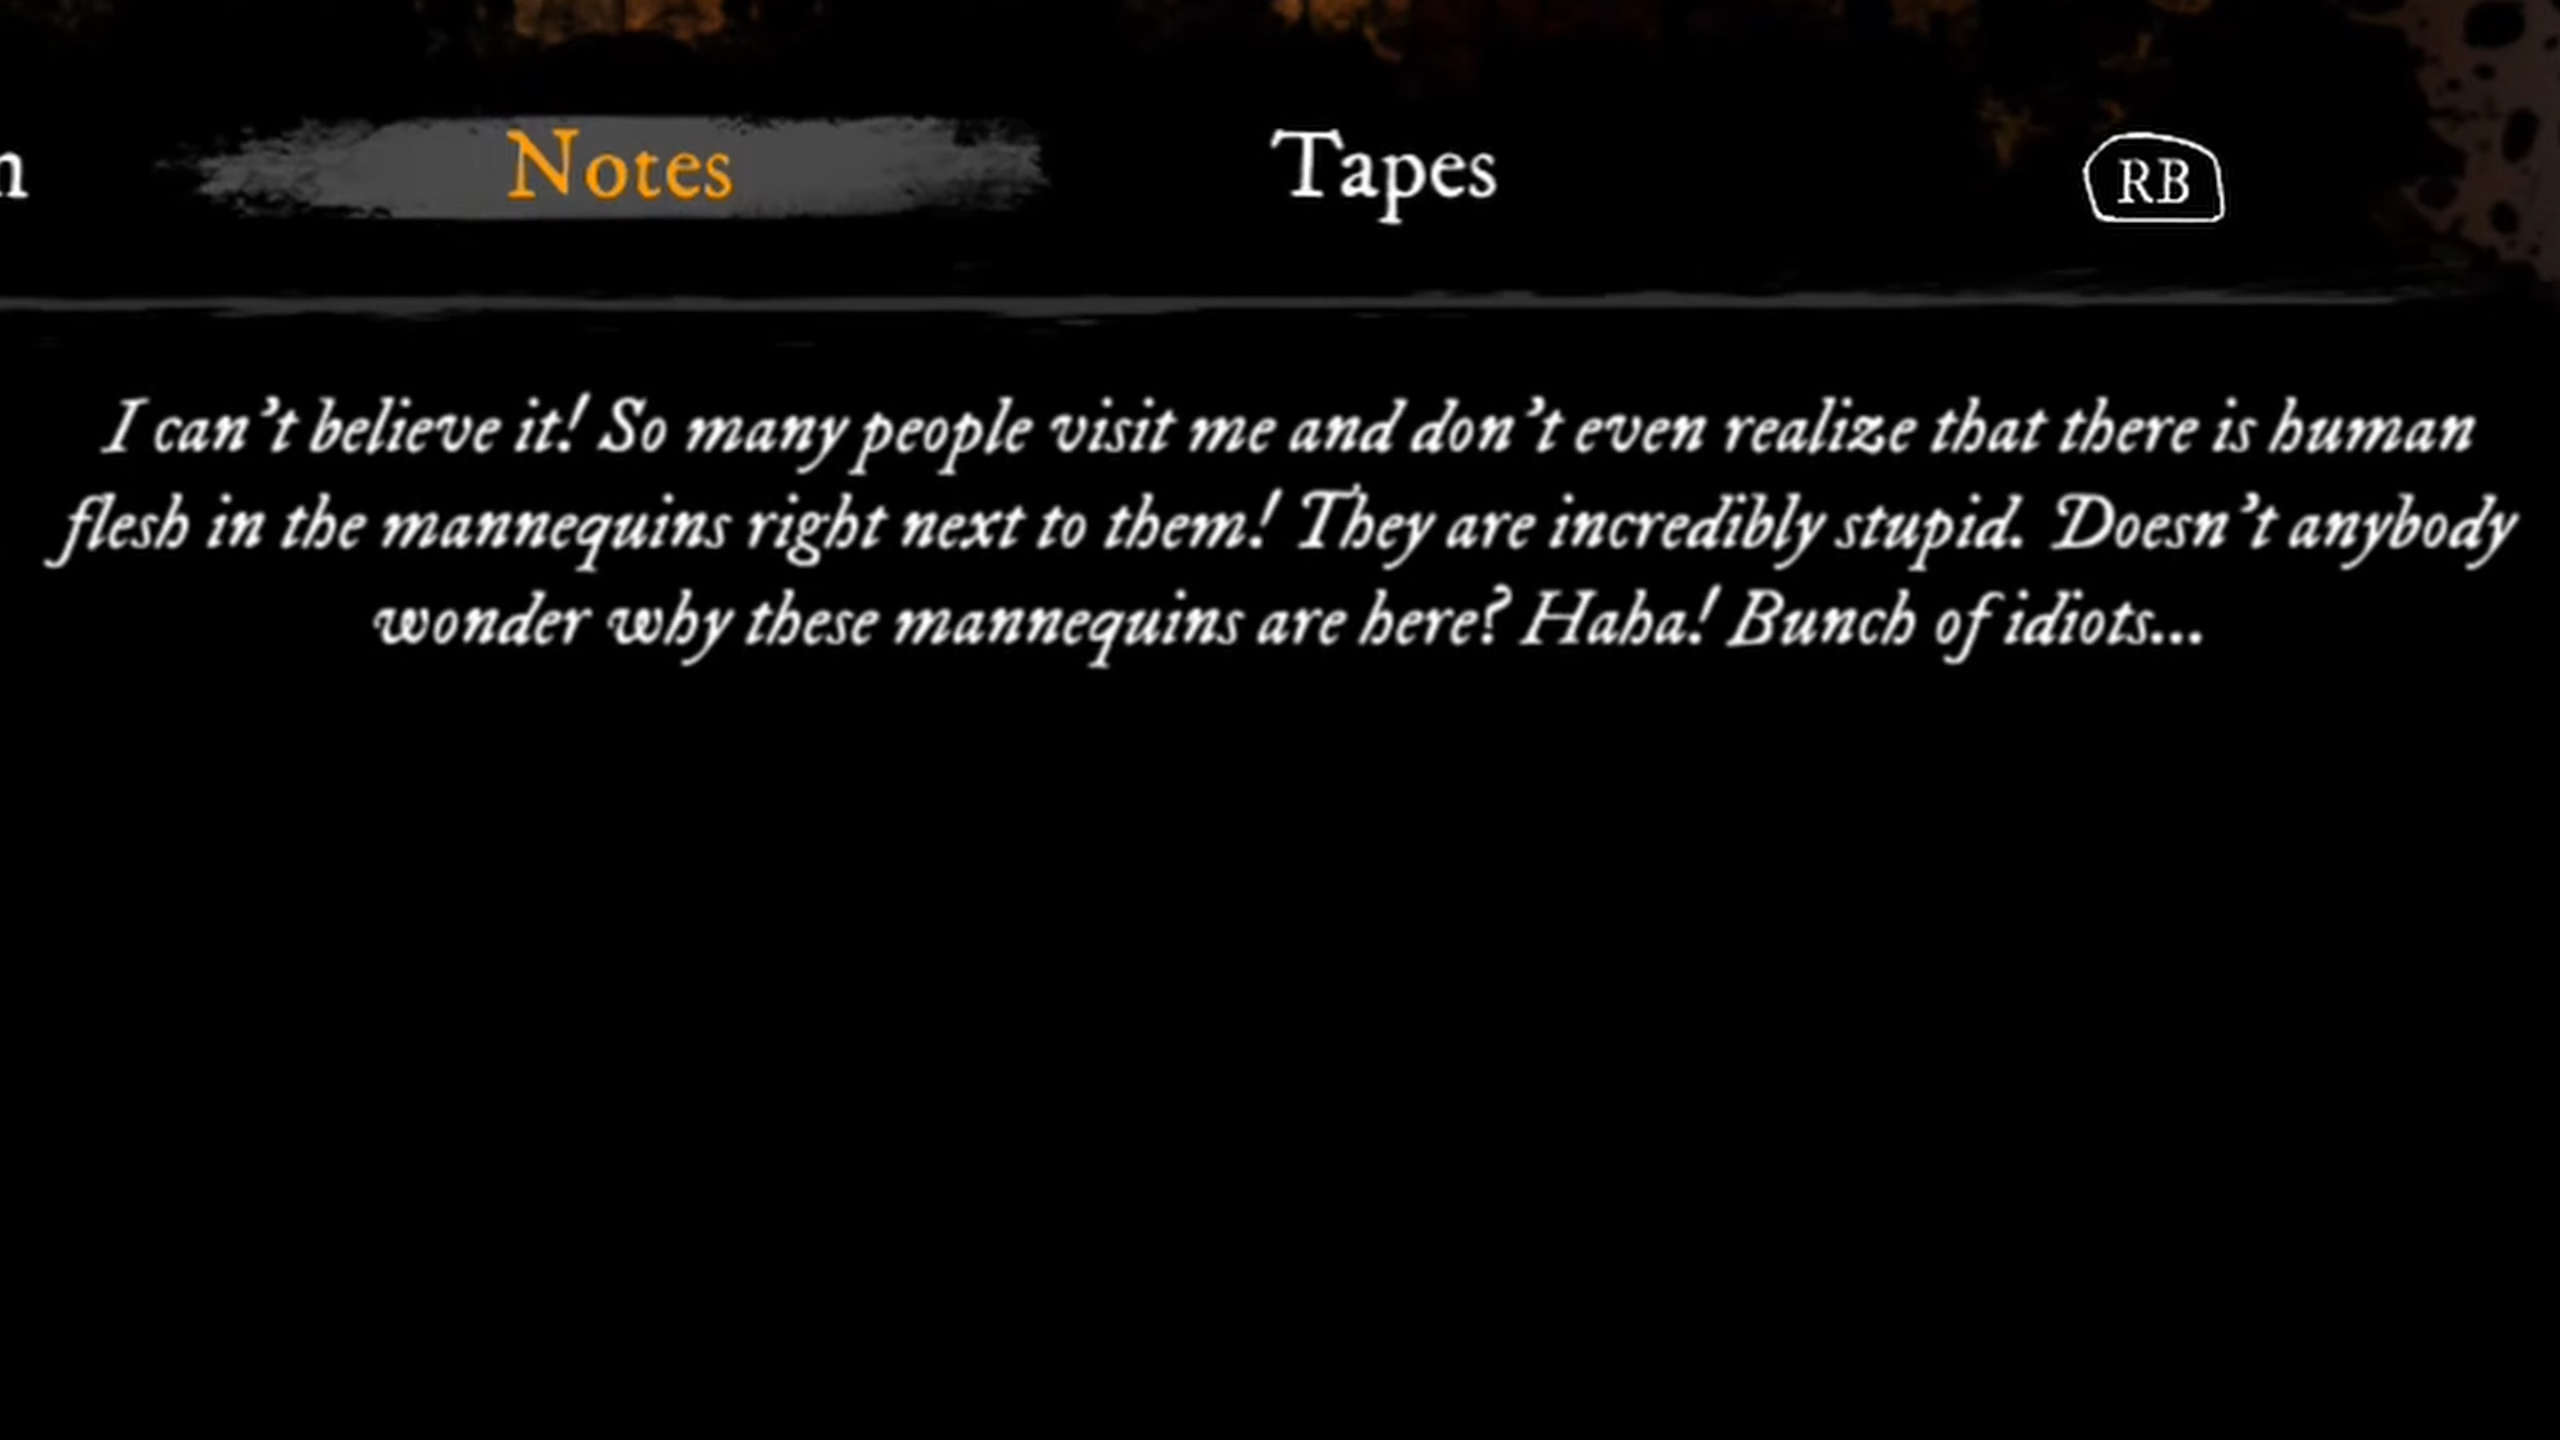 n Notes Tapes RB
I can't believe it! So many people visit me and don't even realize that there is human
flesh in the mannequins right next to them! They are incredibly stupid. Doesn't anybody
wonder why these mannequins are here? Haha! Bunch of idiots...